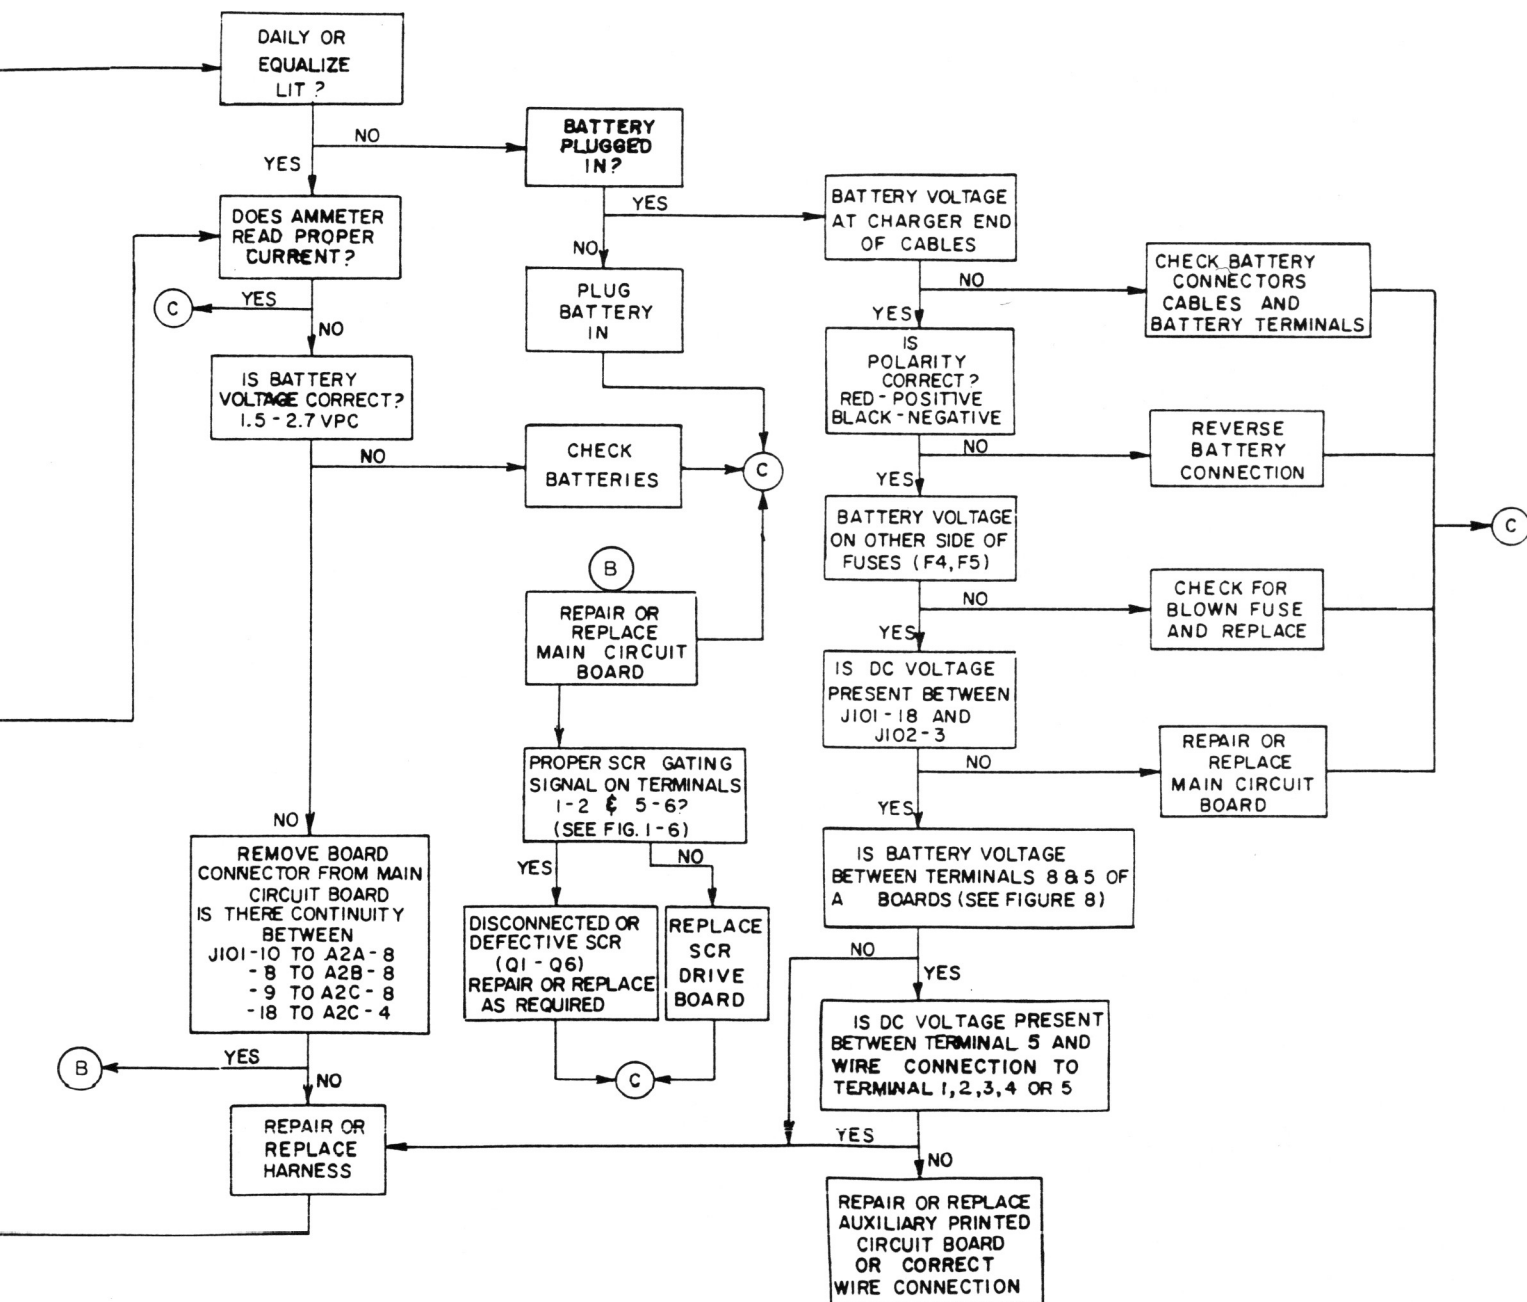 DAILY OR
EQUALIZE
LIT ?
NO
YES
BATTERY
PLUGGED
IN?
YES
NO
BATTERY VOLTAGE
AT CHARGER END
OF CABLES
DOES AMMETER
READ PROPER
CURRENT?
YES
C
NO
PLUG
BATTERY
IN
NO
YES
CHECK BATTERY
CONNECTORS
CABLES AND
BATTERY TERMINALS
IS
POLARITY
CORRECT?
RED-POSITIVE
BLACK-NEGATIVE
IS BATTERY
VOLTAGE CORRECT?
1.5 - 2.7 VPC
NO
CHECK
BATTERIES
C
NO
YES
REVERSE
BATTERY
CONNECTION
BATTERY VOLTAGE
ON OTHER SIDE OF
FUSES (F4, F5)
C
B
REPAIR OR
REPLACE
MAIN CIRCUIT
BOARD
NO
YES
CHECK FOR
BLOWN FUSE
AND REPLACE
IS DC VOLTAGE
PRESENT BETWEEN
J101-18 AND
J102-3
PROPER SCR GATING
SIGNAL ON TERMINALS
1-2 & 5-6?
(SEE FIG. 1-6)
NO
YES
REPAIR OR
REPLACE
MAIN CIRCUIT
BOARD
NO
REMOVE BOARD
CONNECTOR FROM MAIN
CIRCUIT BOARD
IS THERE CONTINUITY
BETWEEN
J101-10 TO A2A-8
-8 TO A2B-8
-9 TO A2C-8
-18 TO A2C-4
YES
NO
IS BATTERY VOLTAGE
BETWEEN TERMINALS 8 & 5 OF
A BOARDS (SEE FIGURE 8)
DISCONNECTED OR
DEFECTIVE SCR
(Q1 - Q6)
REPAIR OR REPLACE
AS REQUIRED
REPLACE
SCR
DRIVE
BOARD
NO
YES
C
IS DC VOLTAGE PRESENT
BETWEEN TERMINAL 5 AND
WIRE CONNECTION TO
TERMINAL 1, 2, 3, 4 OR 5
B
YES
NO
REPAIR OR
REPLACE
HARNESS
YES
NO
REPAIR OR REPLACE
AUXILIARY PRINTED
CIRCUIT BOARD
OR CORRECT
WIRE CONNECTION